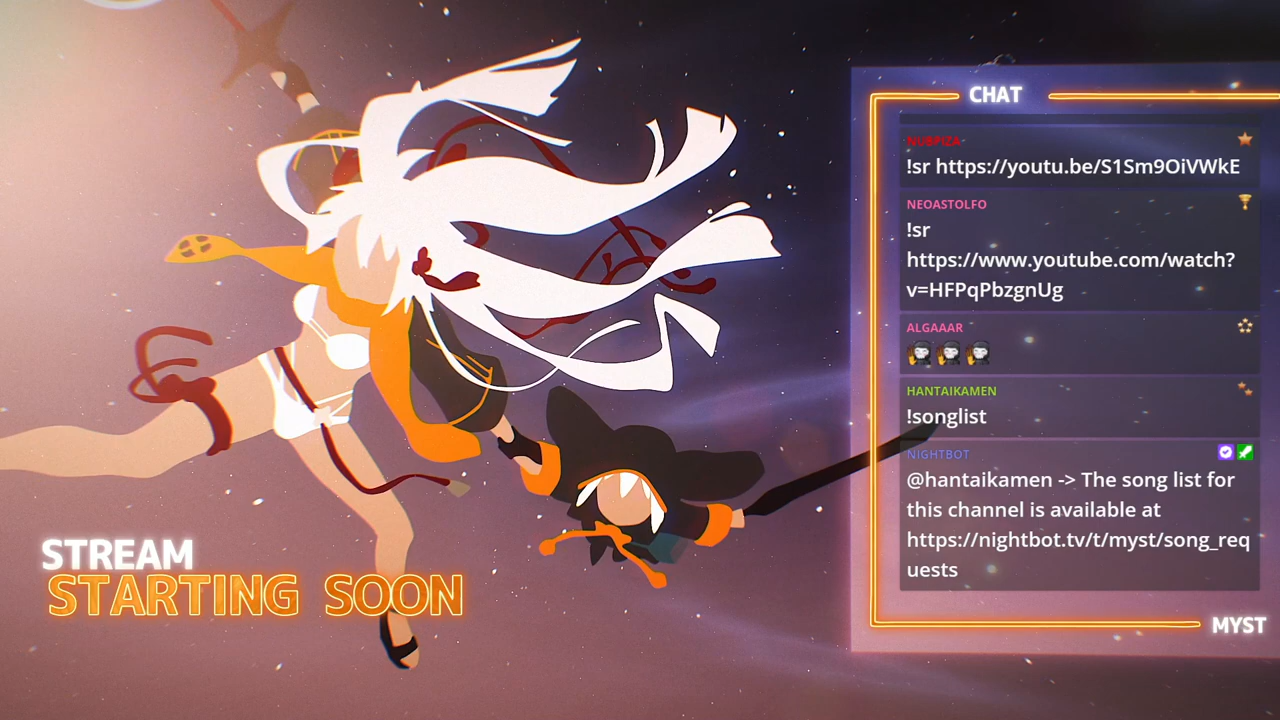 CHAT
NUBPIZA
!sr https://youtu.be/S1Sm9OiVWkE
NEOASTOLFO
!sr
https://www.youtube.com/watch?
v=HFPqPbzgnUg
ALGAAAR
HANTAIKAMEN
!songlist
NIGHTBOT
@hantaikamen -> The song list for
this channel is available at
https://nightbot.tv/t/myst/song_req
uests
STREAM
STARTING SOON
MYST